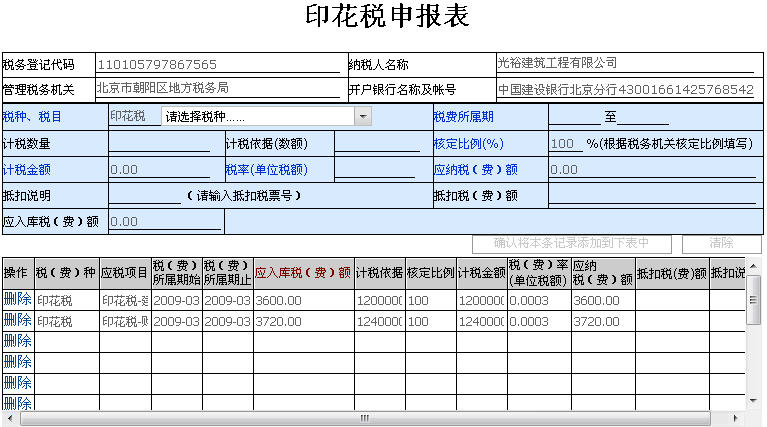 印花税申报表
税务登记代码 110105797867565 纳税人名称 光裕建筑工程有限公司
管理税务机关 北京市朝阳区地方税务局 开户银行名称及帐号 中国建设银行北京分行43001661425768542
税种、税目 印花税 请选择税种...... 税费所属期 至
计税数量 计税依据(数额) 核定比例(%) 100 %(根据税务机关核定比例填写)
计税金额 0.00 税率(单位税额) 应纳税(费)额 0.00
抵扣说明 (请输入抵扣税票号) 抵扣税(费)额
应入库税(费)额 0.00
确认将本条记录添加到下表中 清除
操作 税(费)种 应税项目 税(费)所属期始 税(费)所属期止 应入库税(费)额 计税依据 核定比例 计税金额 税(费)率(单位税额) 应纳税(费)额 抵扣税(费)额 抵扣说
删除 印花税 印花税-建 2009-03 2009-03 3600.00 1200000 100 1200000 0.0003 3600.00
删除 印花税 印花税-购 2009-03 2009-03 3720.00 1240000 100 1240000 0.0003 3720.00
删除
删除
删除
删除